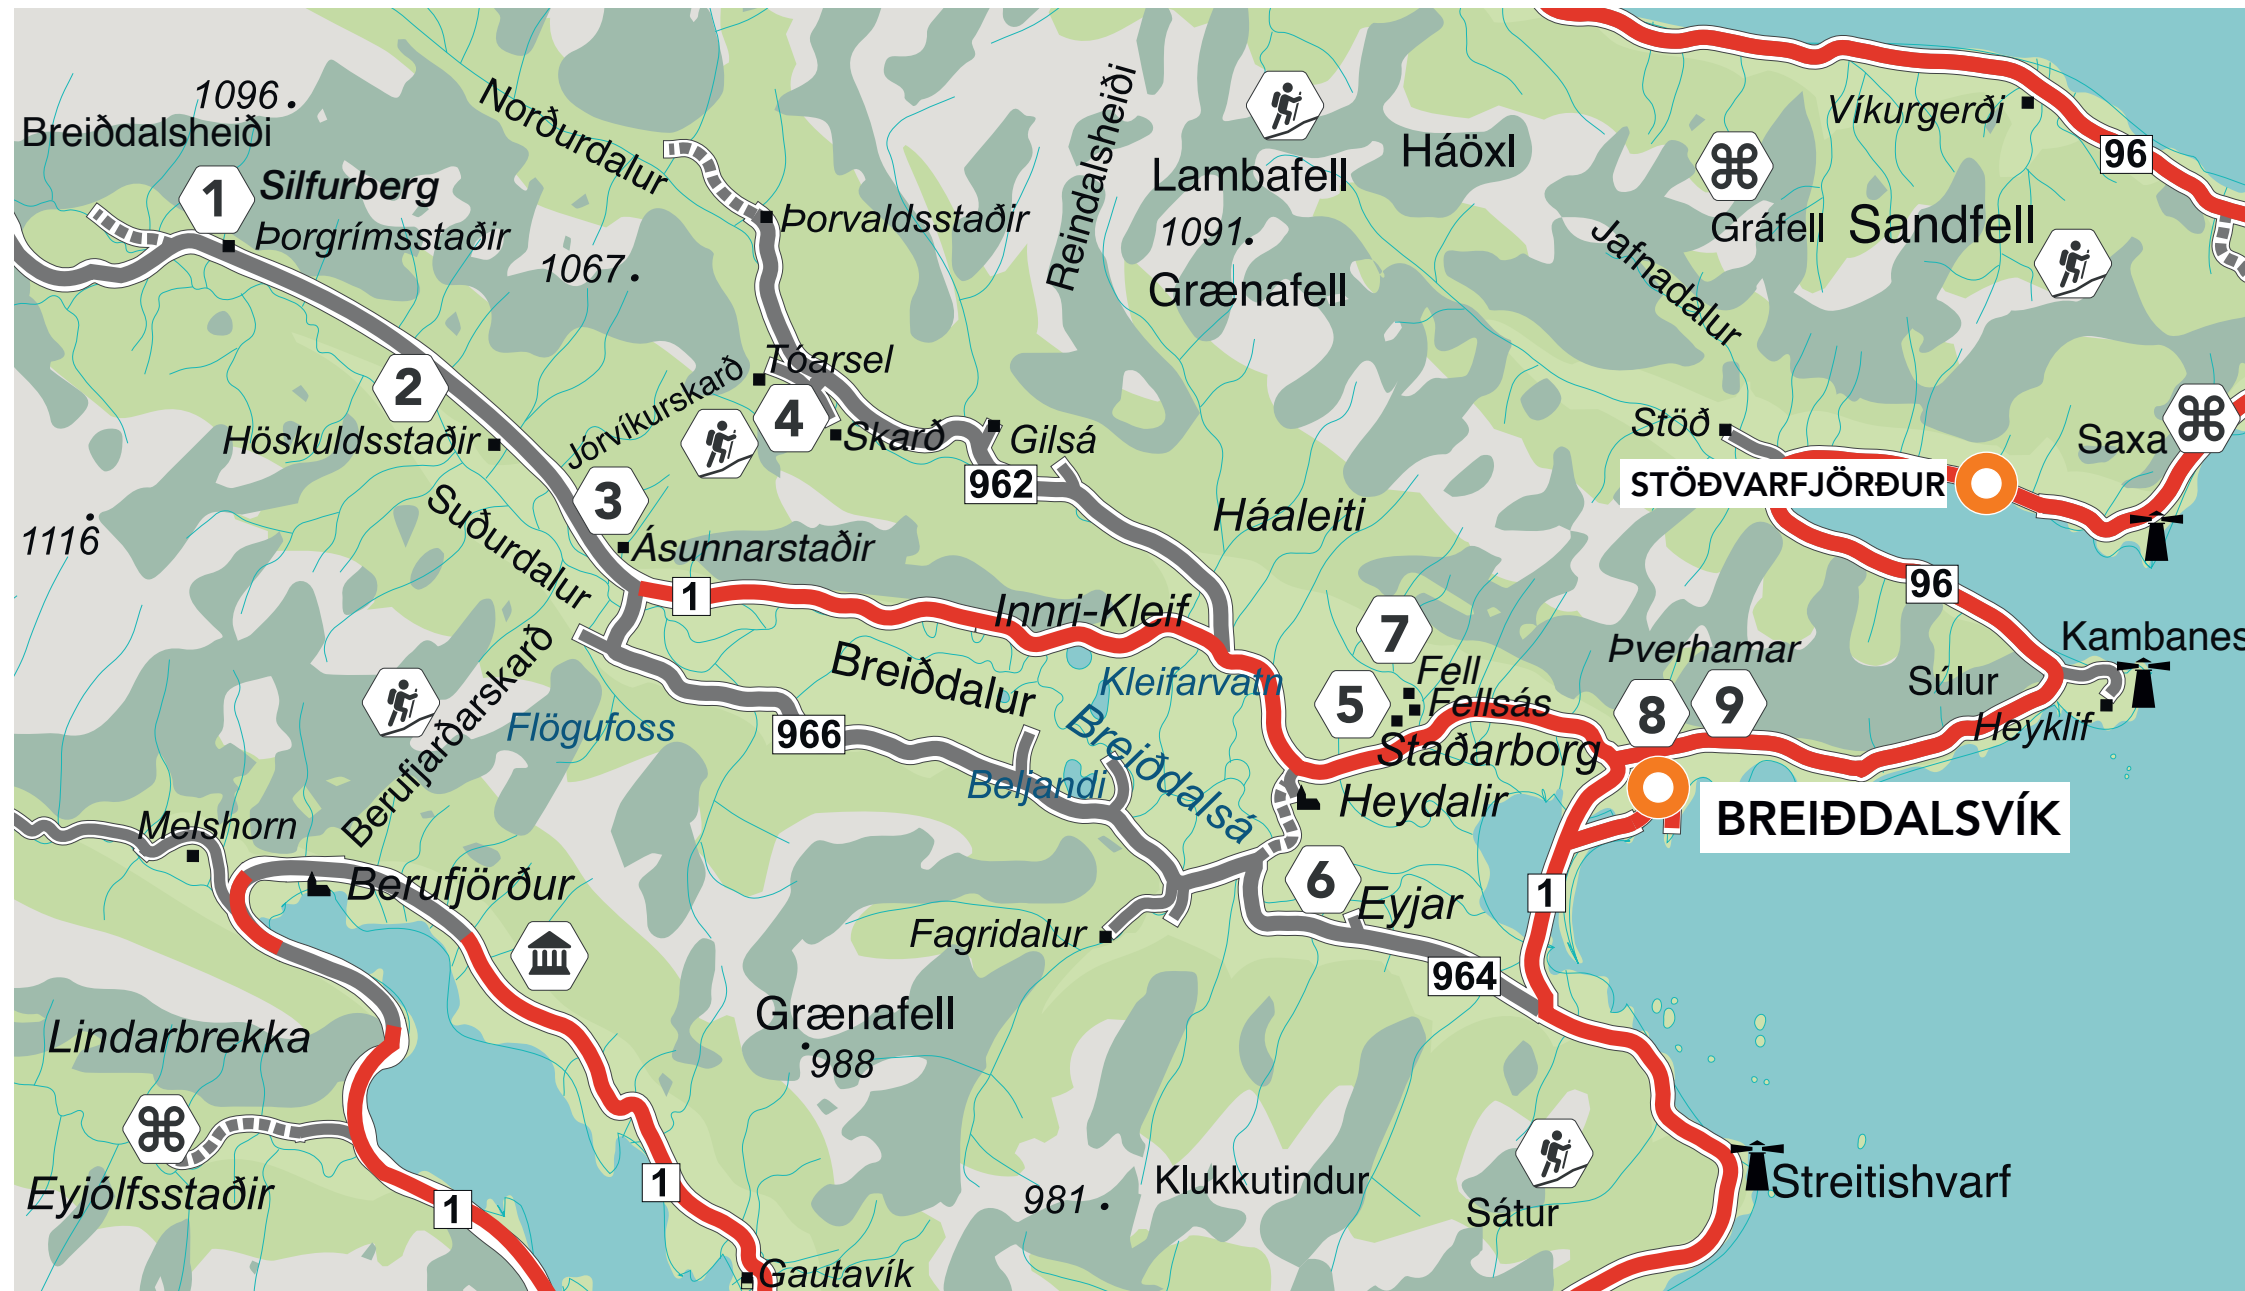 1096
Breiðdalsheiði
1
Silfurberg
Þorgrímsstaðir
Norðurdalur
Þorvaldsstaðir
1067
Reindalsheiði
Lambafell
1091
Grænafell
Háöxl
Víkurgerði
96
Gráfell
Sandfell
Jafnadalur
2
Höskuldsstaðir
Jórvíkurskarð
Tóarsel
4
Skarð
Gilsá
962
Stöð
Saxa
STÖÐVARFJÖRÐUR
1116
Suðurdalur
3
Ásunnarstaðir
Háaleiti
1
Innri-Kleif
96
Kambanes
Berufjarðarskarð
Flögufoss
Breiðdalur
Kleifarvatn
966
Beljandi
Breiðdalsá
7
5
Fell
Fellsás
Staðarborg
Þverhamar
8
9
Súlur
Heyklif
Heydalir
BREIÐDALSVÍK
Melshorn
Berufjörður
6
Eyjar
1
Fagridalur
964
Lindarbrekka
Grænafell
988
Eyjólfsstaðir
1
1
981
Klukkutindur
Sátur
Streitishvarf
Gautavík